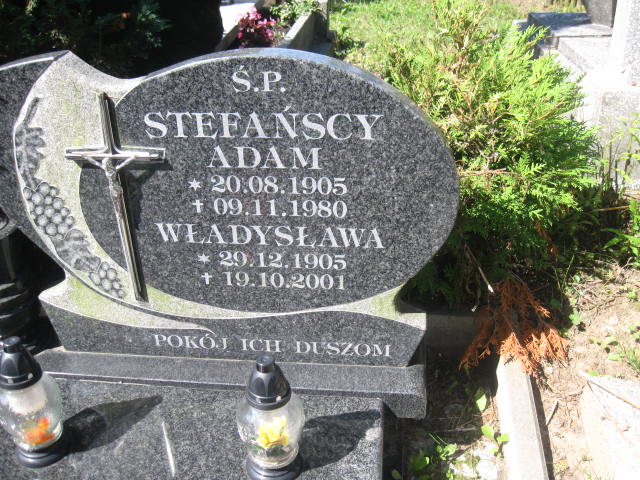 Ś.P.
STEFAŃSCY
ADAM
* 20.08.1905
✝ 09.11.1980
WŁADYSŁAWA
* 29.12.1905
✝ 19.10.2001
POKÓJ ICH DUSZOM